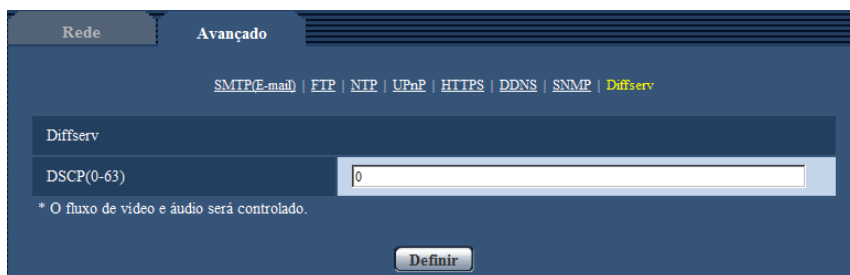 Rede Avançado
SMTP(E-mail) | FTP | NTP | UPnP | HTTPS | DDNS | SNMP | Diffserv
Diffserv
DSCP(0-63) 0
* O fluxo de vídeo e áudio será controlado.
Definir